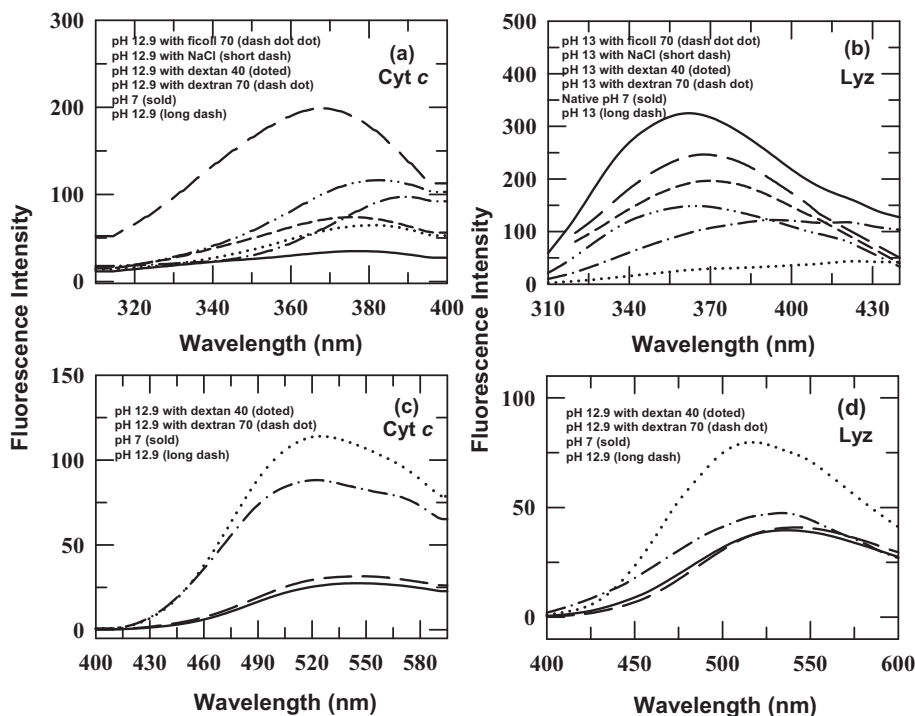 300
200
100
0
320
340
360
380
400
Wavelength (nm)
pH 12.9 with ficoll 70 (dash dot dot)
pH 12.9 with NaCl (short dash)
pH 12.9 with dextan 40 (doted)
pH 12.9 with dextran 70 (dash dot)
pH 7 (sold)
pH 12.9 (long dash)
(a)
Cyt c
500
400
300
250
150
50
0
310
340
370
400
430
Wavelength (nm)
pH 13 with ficoll 70 (dash dot dot)
pH 13 with NaCl (short dash)
pH 13 with dextan 40 (doted)
pH 13 with dextran 70 (dash dot)
Native pH 7 (sold)
pH 13 (long dash)
(b)
Lyz
Fluorescence Intensity
Fluorescence Intensity
150
100
50
0
400
430
460
490
520
560
590
Wavelength (nm)
pH 12.9 with dextan 40 (doted)
pH 12.9 with dextran 70 (dash dot)
pH 7 (sold)
pH 12.9 (long dash)
(c)
Cyt c
100
50
0
400
450
500
550
600
Wavelength (nm)
pH 12.9 with dextan 40 (doted)
pH 12.9 with dextran 70 (dash dot)
pH 7 (sold)
pH 12.9 (long dash)
(d)
Lyz